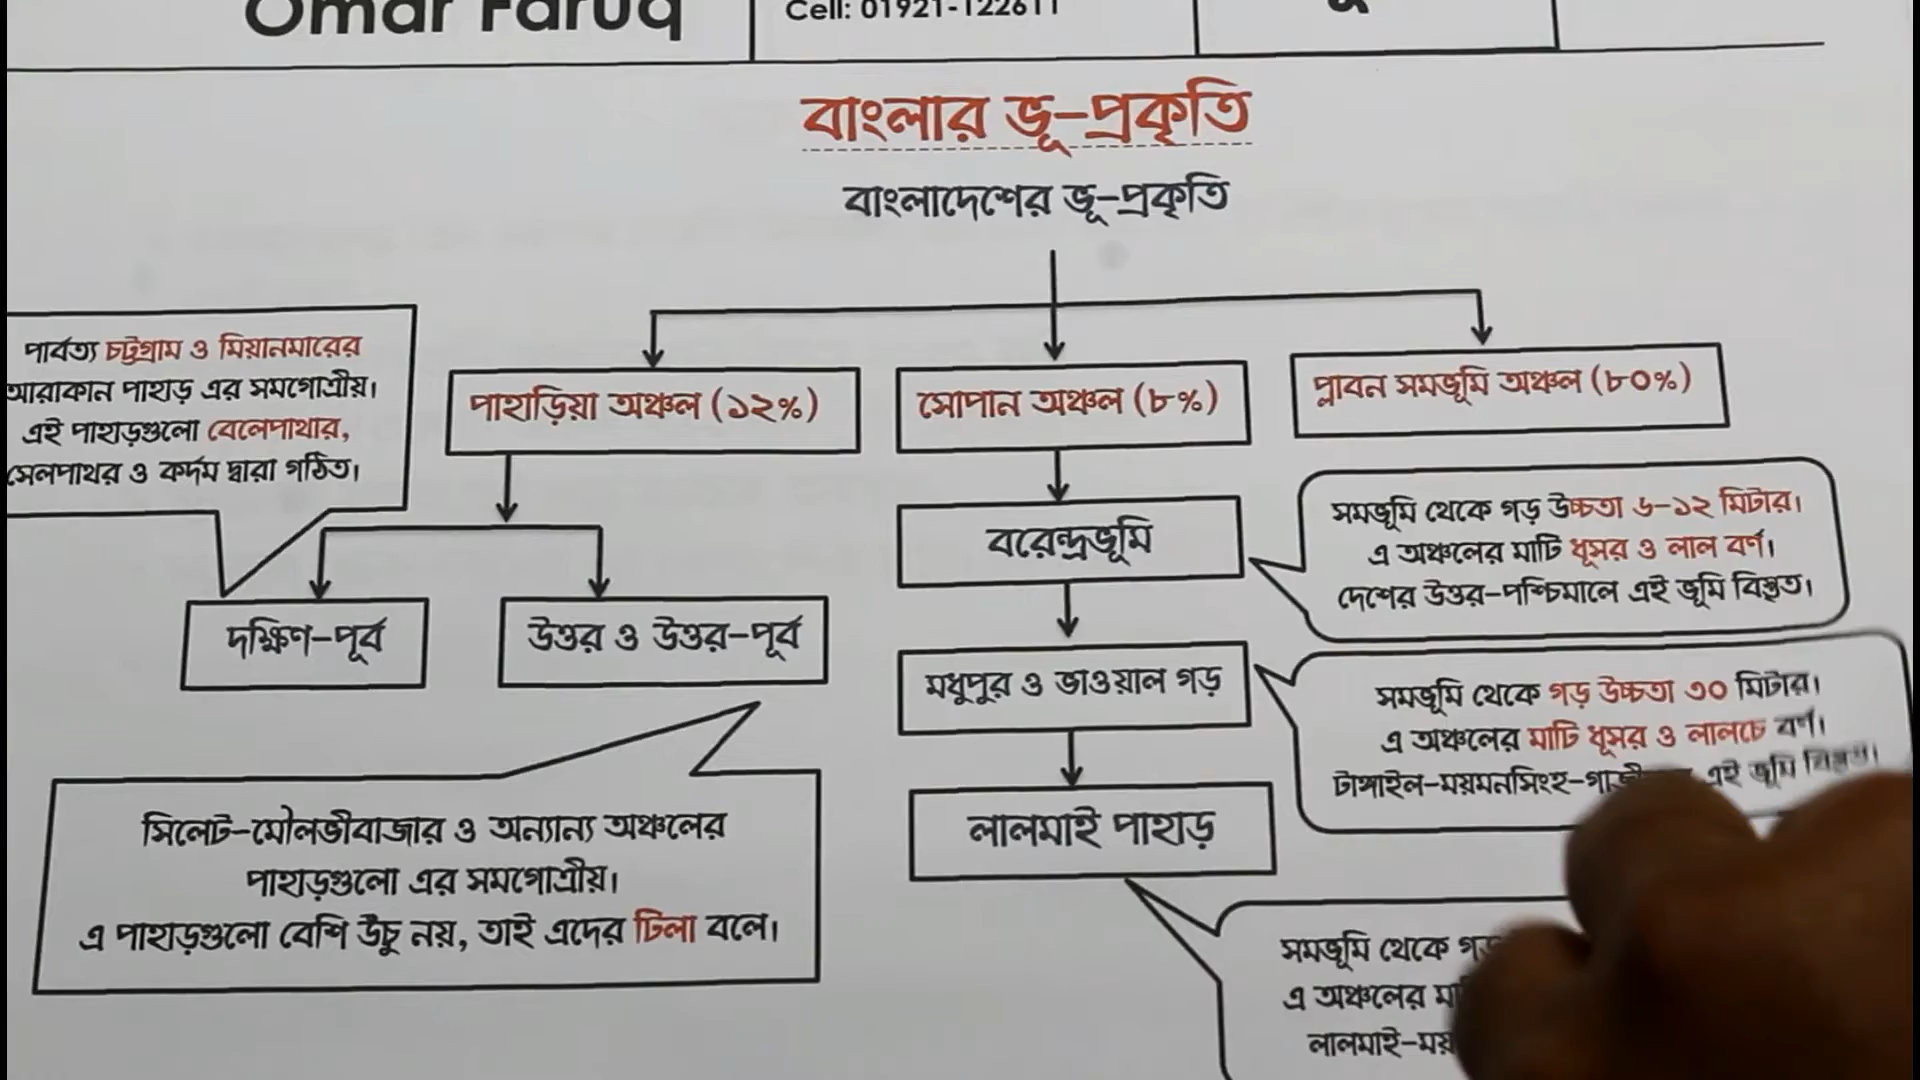 Omar Faruq
Cell: 01921-122611
বাংলার ভূ-প্রকৃতি
বাংলাদেশের ভূ-প্রকৃতি
পার্বত্য চট্টগ্রাম ও মিয়ানমারের
আরাকান পাহাড় এর সমগোত্রীয়।
এই পাহাড়গুলো বেলেপাথার,
সেলপাথর ও কর্দম দ্বারা গঠিত।
পাহাড়িয়া অঞ্চল (১২%)
সোপান অঞ্চল (৮%)
প্লাবন সমভূমি অঞ্চল (৮০%)
দক্ষিণ-পূর্ব
উত্তর ও উত্তর-পূর্ব
সিলেট-মৌলভীবাজার ও অন্যান্য অঞ্চলের
পাহাড়গুলো এর সমগোত্রীয়।
এ পাহাড়গুলো বেশি উঁচু নয়, তাই এদের টিলা বলে।
বরেন্দ্রভূমি
সমভূমি থেকে গড় উচ্চতা ৬-১২ মিটার।
এ অঞ্চলের মাটি ধূসর ও লাল বর্ণ।
দেশের উত্তর-পশ্চিমালে এই ভূমি বিস্তৃত।
মধুপুর ও ভাওয়াল গড়
সমভূমি থেকে গড় উচ্চতা ৩০ মিটার।
এ অঞ্চলের মাটি ধূসর ও লালচে বর্ণ।
টাঙ্গাইল-ময়মনসিংহ- এই ভূমি বিস্তৃত।
লালমাই পাহাড়
সমভূমি থেকে
এ অঞ্চলের
লালমাই-